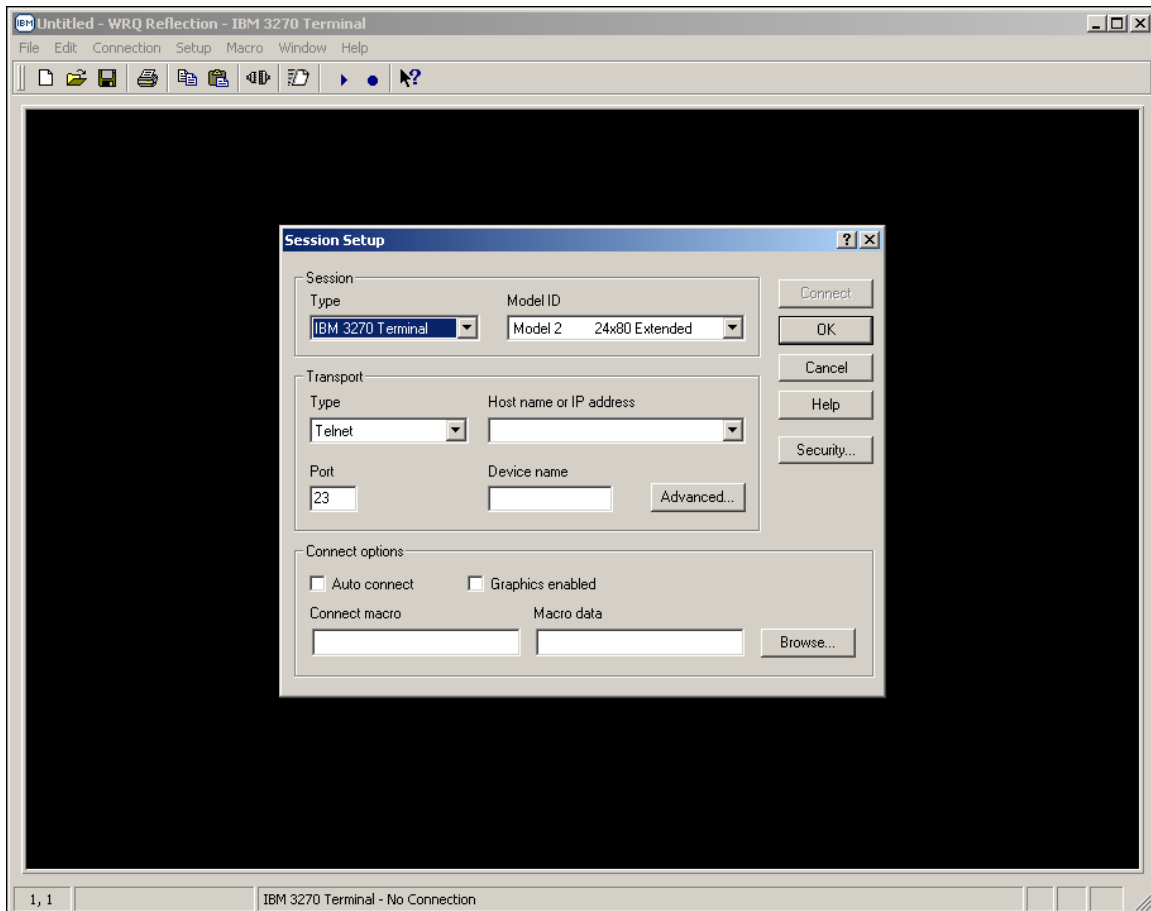 IBM Untitled - WRQ Reflection - IBM 3270 Terminal
File Edit Connection Setup Macro Window Help
Session Setup
Session
Type Model ID Connect
IBM 3270 Terminal Model 2 24x80 Extended OK
Cancel
Transport
Type Host name or IP address Help
Telnet
Security...
Port Device name
23 Advanced...
Connect options
Auto connect Graphics enabled
Connect macro Macro data
Browse...
1, 1 IBM 3270 Terminal - No Connection